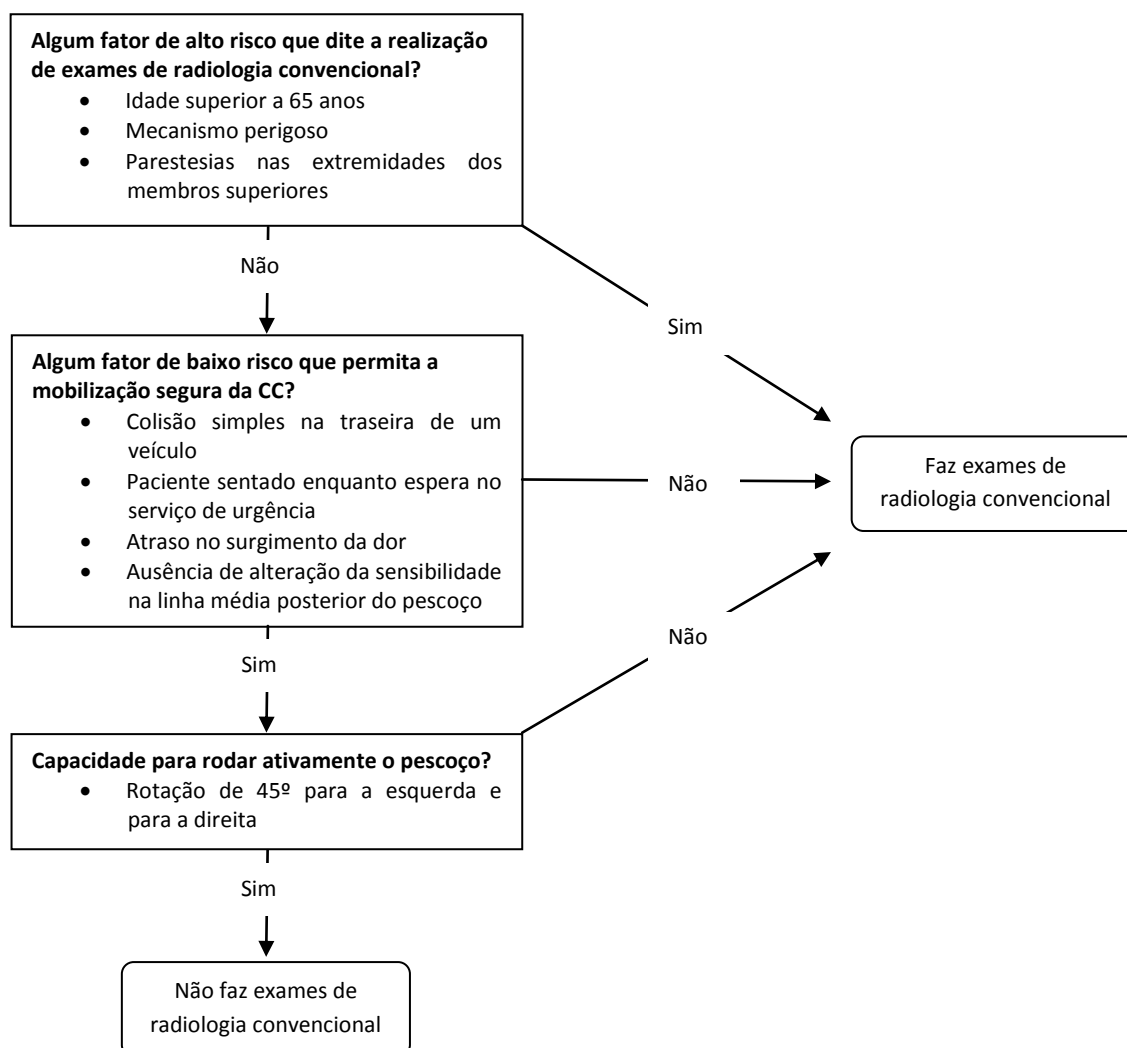 Algum fator de alto risco que dite a realização
de exames de radiologia convencional?
• Idade superior a 65 anos
• Mecanismo perigoso
• Parestesias nas extremidades dos
membros superiores
Não
Sim
Algum fator de baixo risco que permita a
mobilização segura da CC?
• Colisão simples na traseira de um
veículo
• Paciente sentado enquanto espera no
serviço de urgência
• Atraso no surgimento da dor
• Ausência de alteração da sensibilidade
na linha média posterior do pescoço
Não
Faz exames de
radiologia convencional
Sim
Não
Capacidade para rodar ativamente o pescoço?
• Rotação de 45º para a esquerda e
para a direita
Sim
Não faz exames de
radiologia convencional